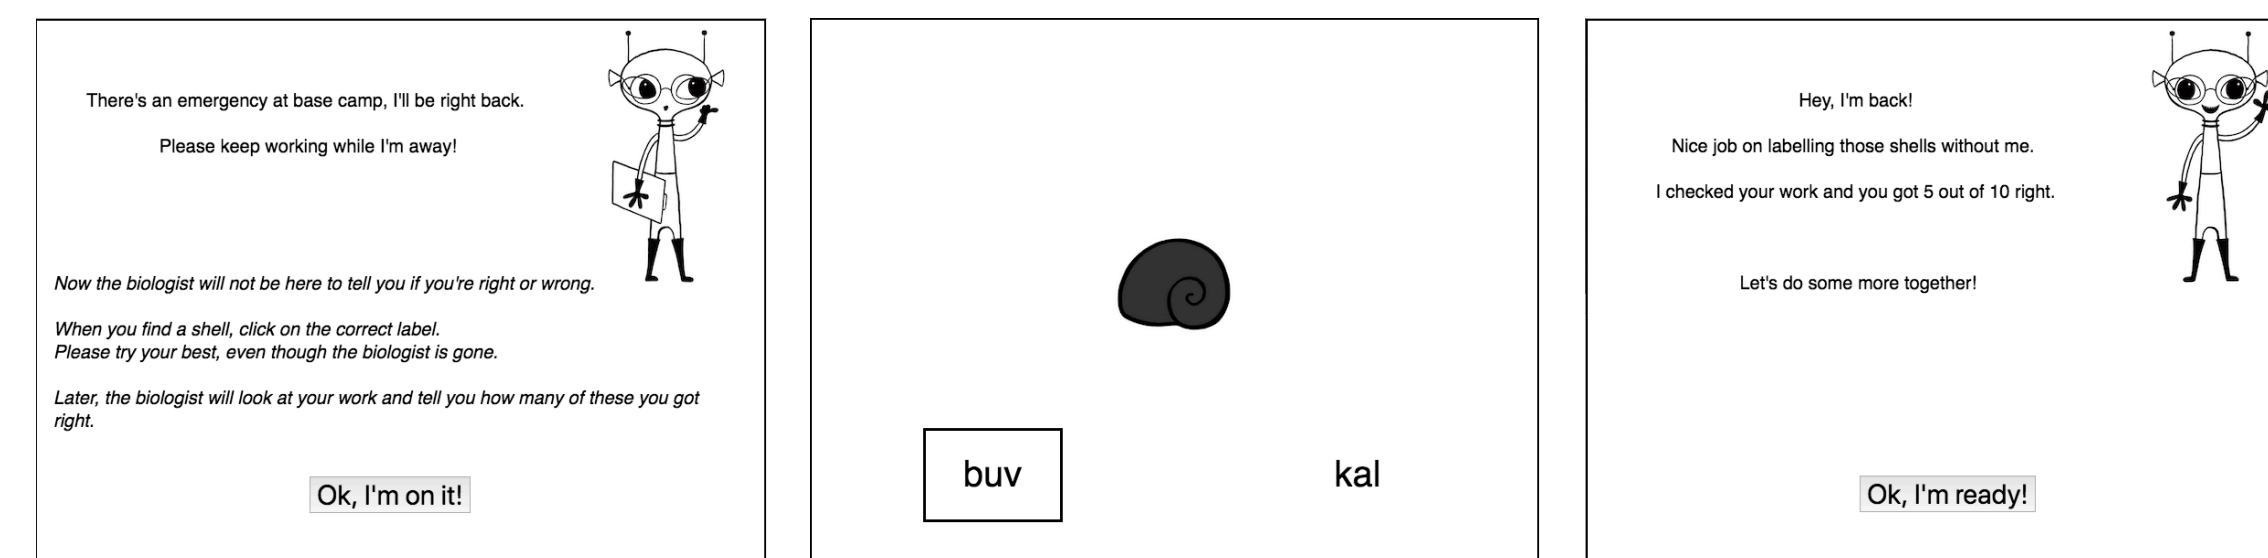 There's an emergency at base camp, I'll be right back.
Please keep working while I'm away!
Now the biologist will not be here to tell you if you're right or wrong.
When you find a shell, click on the correct label.
Please try your best, even though the biologist is gone.
Later, the biologist will look at your work and tell you how many of these you got
right.
Ok, I'm on it!
buv
kal
Hey, I'm back!
Nice job on labelling those shells without me.
I checked your work and you got 5 out of 10 right.
Let's do some more together!
Ok, I'm ready!